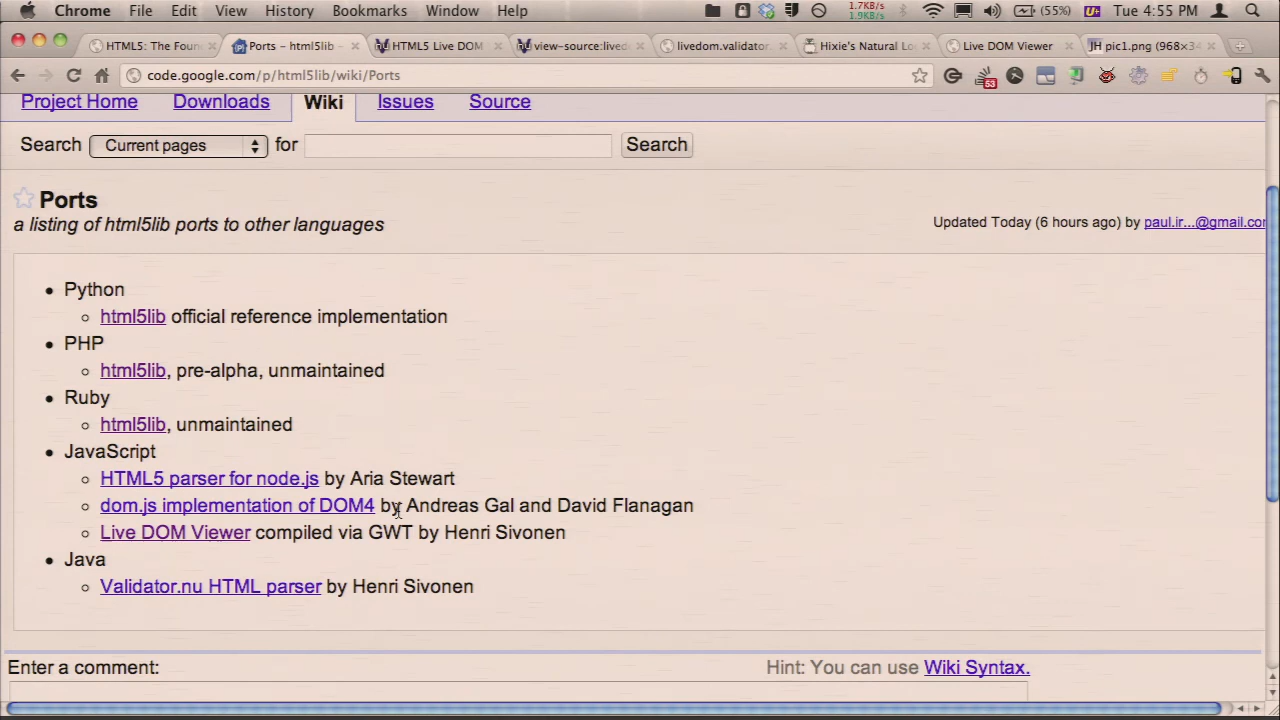 Chrome File Edit View History Bookmarks Window Help 1.7KB/s 1.9KB/s (55%) Tue 4:55 PM
HTML5: The Foun Ports – html5lib – HTML5 Live DOM view-source:lived livedom.validator. Hixie's Natural Lo Live DOM Viewer JH pic1.png (968×34
code.google.com/p/html5lib/wiki/Ports 53
Project Home Downloads Wiki Issues Source
Search Current pages for Search
Ports
a listing of html5lib ports to other languages
Updated Today (6 hours ago) by paul.ir...@gmail.com
Python
html5lib official reference implementation
PHP
html5lib, pre-alpha, unmaintained
Ruby
html5lib, unmaintained
JavaScript
HTML5 parser for node.js by Aria Stewart
dom.js implementation of DOM4 by Andreas Gal and David Flanagan
Live DOM Viewer compiled via GWT by Henri Sivonen
Java
Validator.nu HTML parser by Henri Sivonen
Enter a comment: Hint: You can use Wiki Syntax.